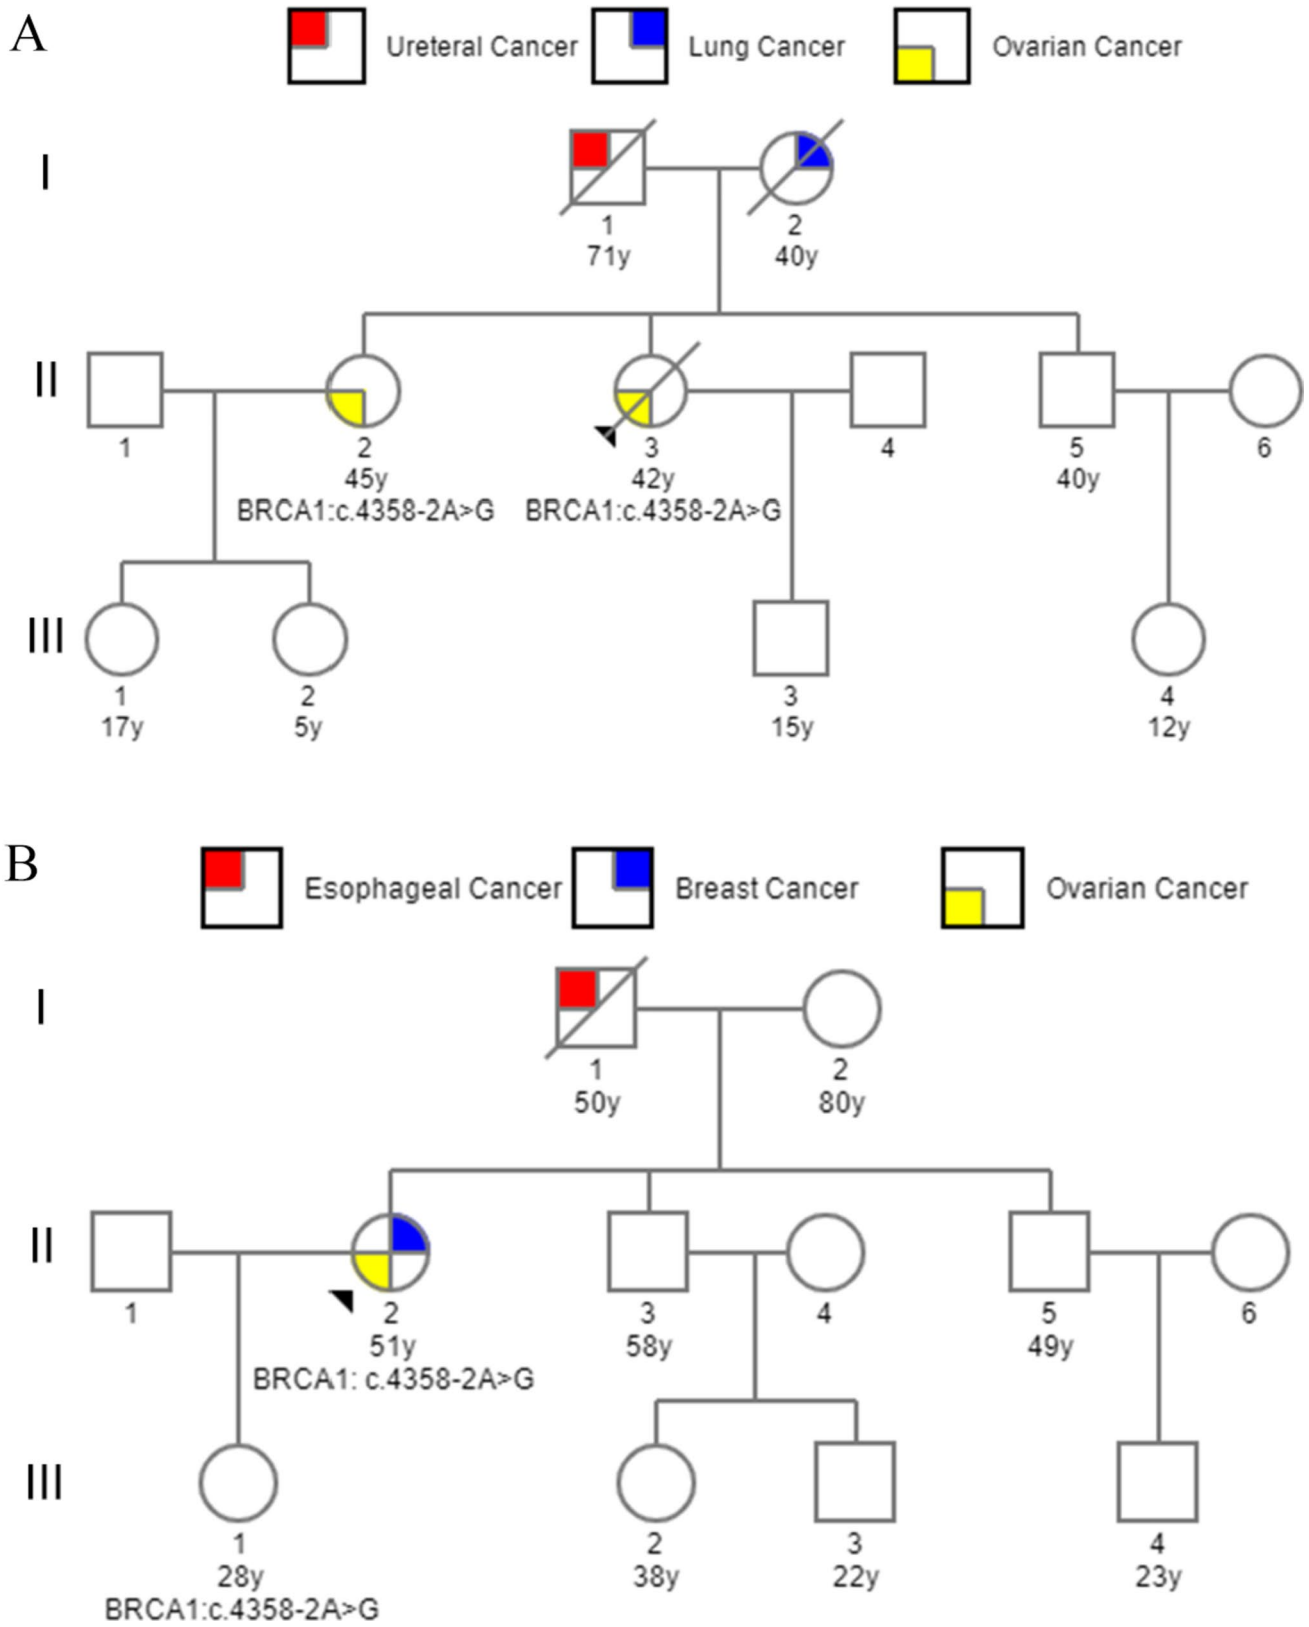 A
Ureteral Cancer Lung Cancer Ovarian Cancer
I
1 2
71y 40y
II
1 2 3 4 5 6
45y 42y 40y
BRCA1:c.4358-2A>G BRCA1:c.4358-2A>G
III
1 2 3 4
17y 5y 15y 12y
B
Esophageal Cancer Breast Cancer Ovarian Cancer
I
1 2
50y 80y
II
1 2 3 4 5 6
51y 58y 49y
BRCA1: c.4358-2A>G
III
1 2 3 4
28y 38y 22y 23y
BRCA1:c.4358-2A>G